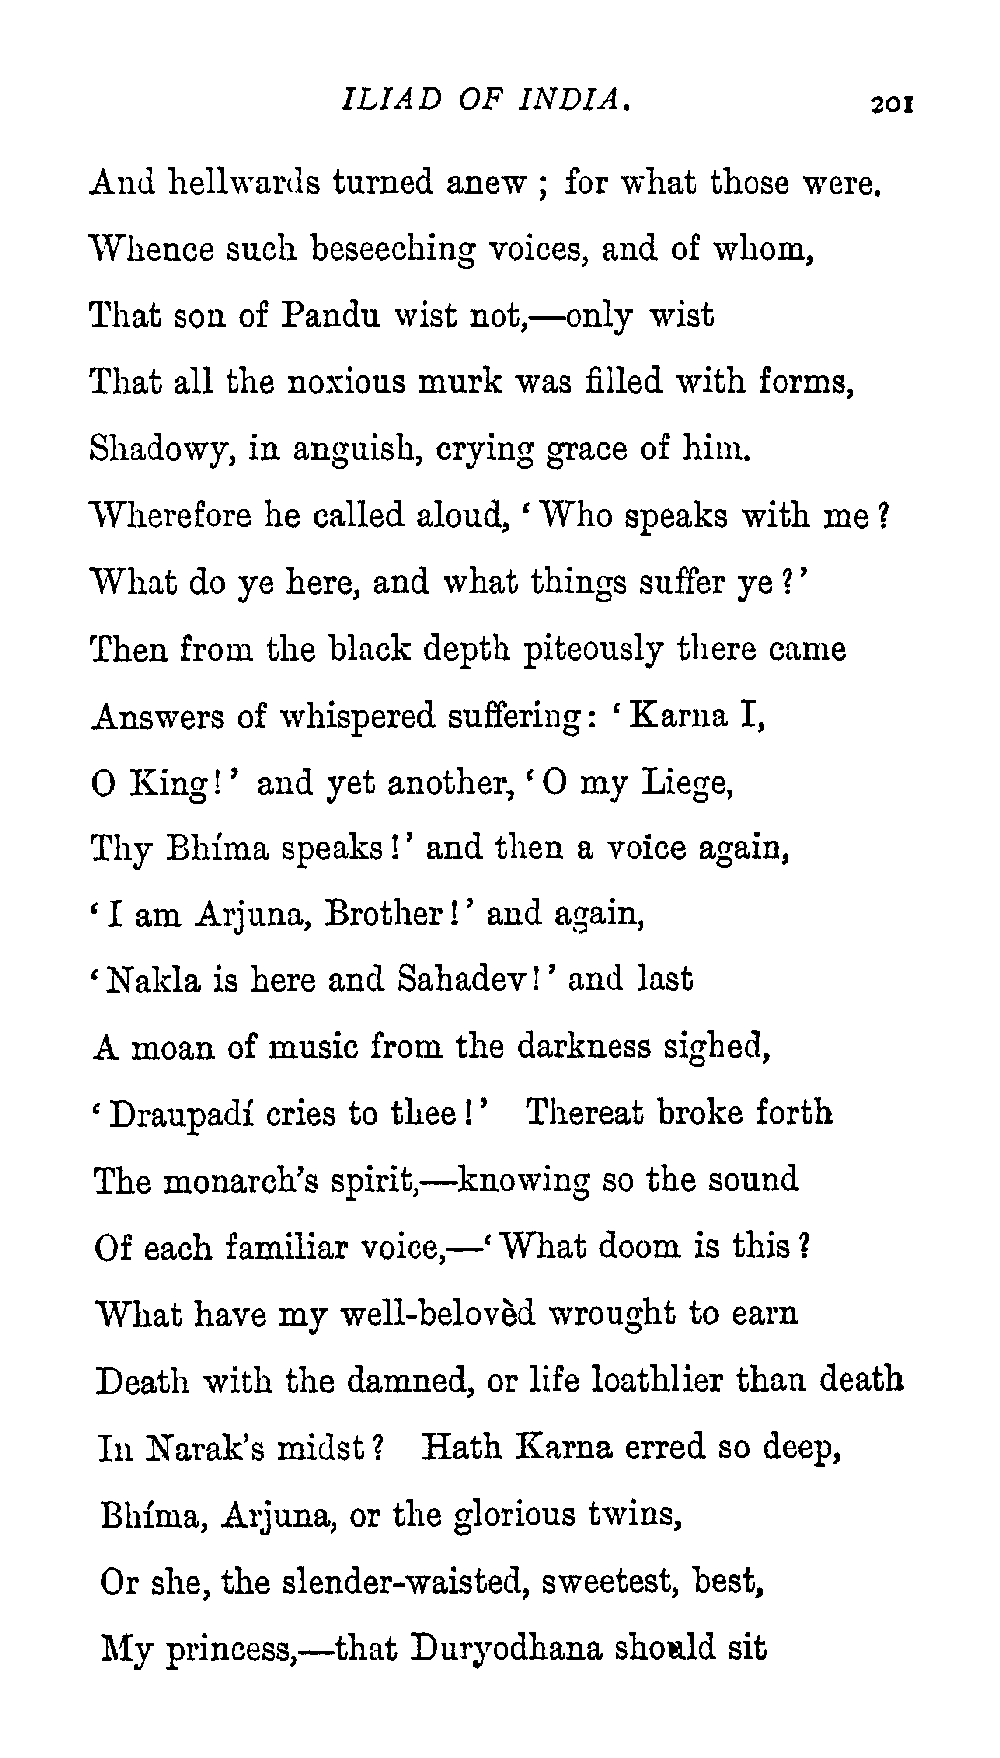 ILIAD OF INDIA. 201
And hellwards turned anew ; for what those were.
Whence such beseeching voices, and of whom,
That son of Pandu wist not,—only wist
That all the noxious murk was filled with forms,
Shadowy, in anguish, crying grace of him.
Wherefore he called aloud, ‘ Who speaks with me ?
What do ye here, and what things suffer ye ? ’
Then from the black depth piteously there came
Answers of whispered suffering: ‘ Karna I,
O King! ’ and yet another, ‘ O my Liege,
Thy Bhíma speaks ! ’ and then a voice again,
‘ I am Arjuna, Brother ! ’ and again,
‘ Nakla is here and Sahadev! ’ and last
A moan of music from the darkness sighed,
‘ Draupadí cries to thee ! ’ Thereat broke forth
The monarch’s spirit,—knowing so the sound
Of each familiar voice,—‘ What doom is this ?
What have my well-belovèd wrought to earn
Death with the damned, or life loathlier than death
In Narak’s midst ? Hath Karna erred so deep,
Bhíma, Arjuna, or the glorious twins,
Or she, the slender-waisted, sweetest, best,
My princess,—that Duryodhana should sit